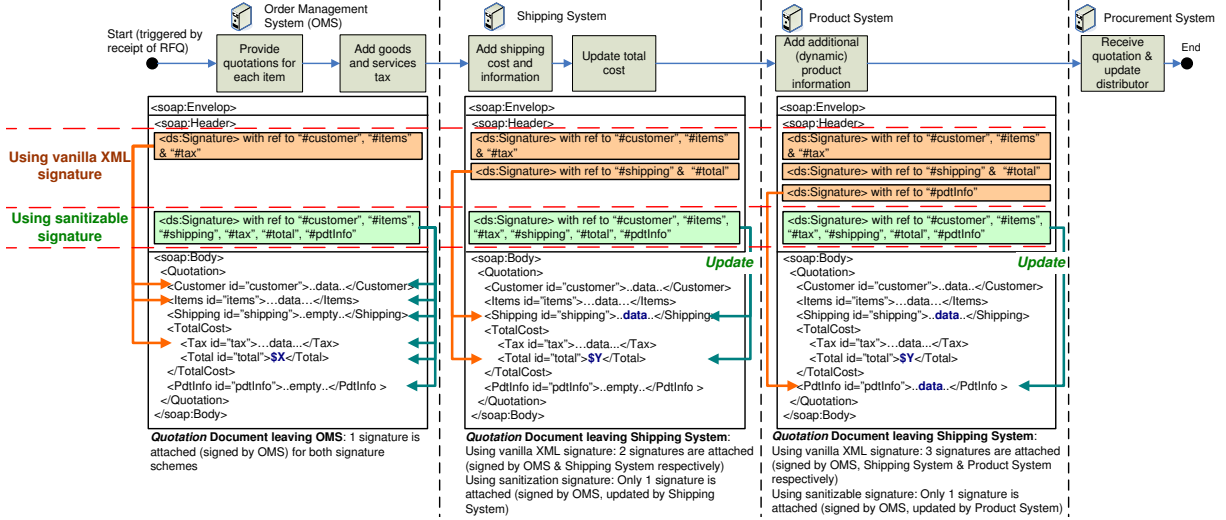 Order Management
System (OMS)
Shipping System
Product System
Procurement System
Start (triggered by
receipt of RFQ)
Provide
quotations for
each item
Add goods
and services
tax
Add shipping
cost and
information
Update total
cost
Add additional
(dynamic)
product
information
Receive
quotation &
update
distributor
End
Using vanilla XML
signature
Using sanitizable
signature
<soap:Envelop>
<soap:Header>
<ds:Signature> with ref to “#customer”, “#items”
& “#tax”
<ds:Signature> with ref to “#customer”, “#items”,
“#shipping”, “#tax”, “#total”, “#pdtInfo”
<soap:Body>
<Quotation>
<Customer id=”customer”>..data..</Customer>
<Items id=”items”>...data...</Items>
<Shipping id=”shipping”>..empty..</Shipping>
<TotalCost>
<Tax id=”tax”>...data...</Tax>
<Total id=”total”>$X</Total>
</TotalCost>
<PdtInfo id=”pdtInfo”>..empty..</PdtInfo >
</Quotation>
</soap:Body>
Quotation Document leaving OMS: 1 signature is
attached (signed by OMS) for both signature
schemes
<soap:Envelop>
<soap:Header>
<ds:Signature> with ref to “#customer”, “#items”
& “#tax”
<ds:Signature> with ref to “#shipping” & “#total”
<ds:Signature> with ref to “#customer”, “#items”,
“#tax”, “#shipping”, “#total”, “#pdtInfo”
Update
<soap:Body>
<Quotation>
<Customer id=”customer”>..data..</Customer>
<Items id=”items”>...data...</Items>
<Shipping id=”shipping”>..data..</Shipping>
<TotalCost>
<Tax id=”tax”>...data...</Tax>
<Total id=”total”>$Y</Total>
</TotalCost>
<PdtInfo id=”pdtInfo”>..empty..</PdtInfo >
</Quotation>
</soap:Body>
Quotation Document leaving Shipping System:
Using vanilla XML signature: 2 signatures are attached
(signed by OMS & Shipping System respectively)
Using sanitization signature: Only 1 signature is
attached (signed by OMS, updated by Shipping
System)
<soap:Envelop>
<soap:Header>
<ds:Signature> with ref to “#customer”, “#items”
& “#tax”
<ds:Signature> with ref to “#shipping” & “#total”
<ds:Signature> with ref to “#pdtInfo”
<ds:Signature> with ref to “#customer”, “#items”,
“#tax”, “#shipping”, “#total”, “#pdtInfo”
Update
<soap:Body>
<Quotation>
<Customer id=”customer”>..data..</Customer>
<Items id=”items”>...data...</Items>
<Shipping id=”shipping”>..data..</Shipping>
<TotalCost>
<Tax id=”tax”>...data...</Tax>
<Total id=”total”>$Y</Total>
</TotalCost>
<PdtInfo id=”pdtInfo”>..data..</PdtInfo >
</Quotation>
</soap:Body>
Quotation Document leaving Shipping System:
Using vanilla XML signature: 3 signatures are attached
(signed by OMS, Shipping System & Product System
respectively)
Using sanitizable signature: Only 1 signature is
attached (signed by OMS, updated by Product System)